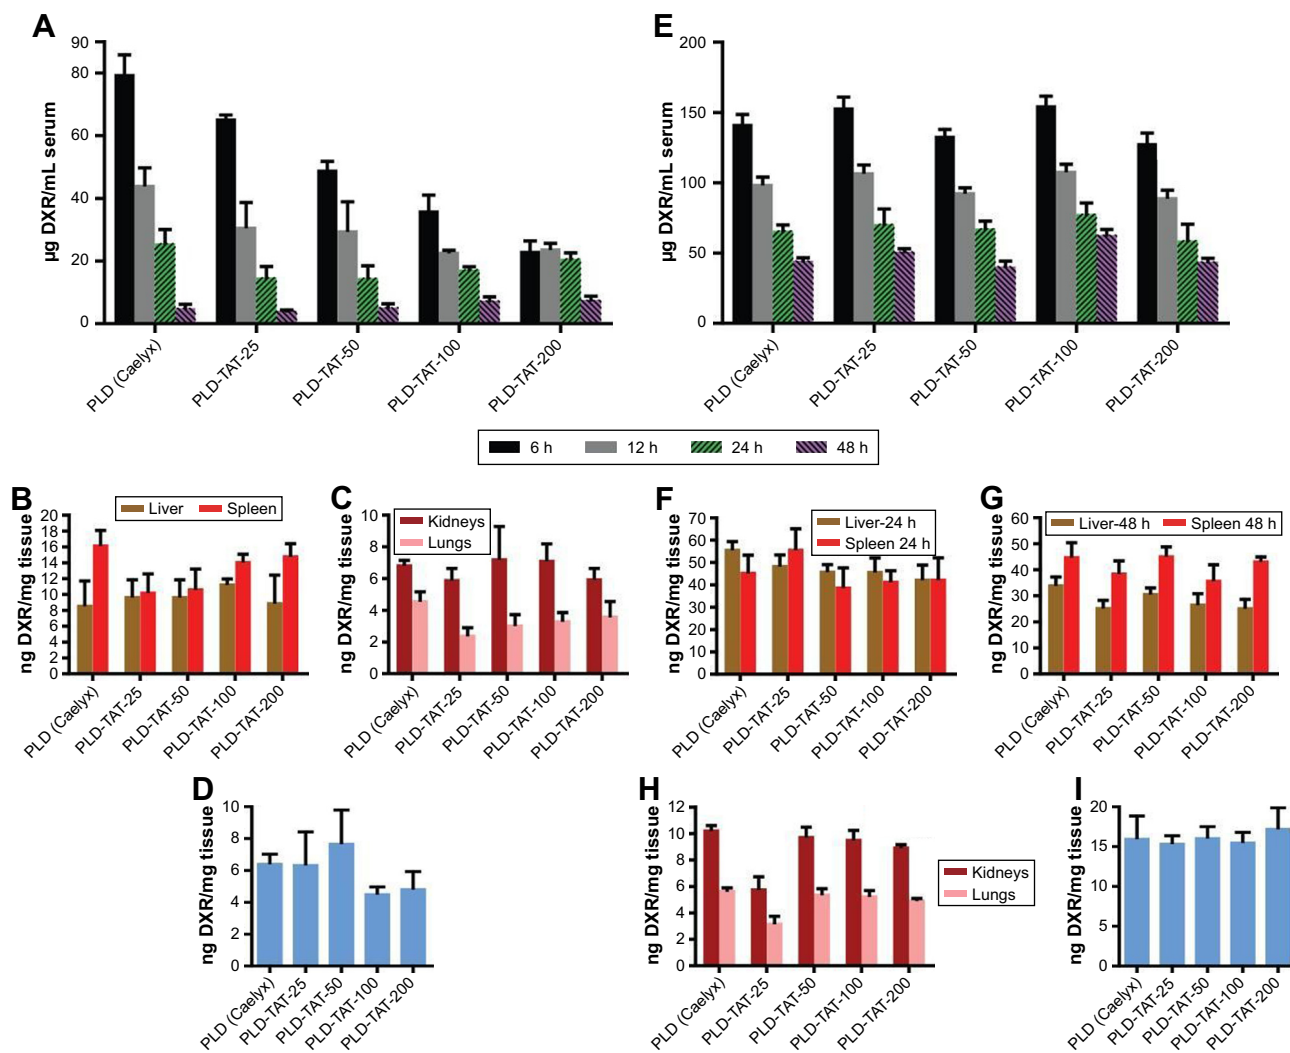 A
µg DXR/mL serum
90
80
60
40
20
0
PLD (Caelyx)
PLD-TAT-25
PLD-TAT-50
PLD-TAT-100
PLD-TAT-200
E
µg DXR/mL serum
200
150
100
50
0
PLD (Caelyx)
PLD-TAT-25
PLD-TAT-50
PLD-TAT-100
PLD-TAT-200
6 h 12 h 24 h 48 h
B
ng DXR/mg tissue
20
18
16
14
12
10
8
6
4
2
0
Liver Spleen
PLD (Caelyx)
PLD-TAT-25
PLD-TAT-50
PLD-TAT-100
PLD-TAT-200
C
ng DXR/mg tissue
10
8
6
4
2
0
Kidneys
Lungs
PLD (Caelyx)
PLD-TAT-25
PLD-TAT-50
PLD-TAT-100
PLD-TAT-200
F
ng DXR/mg tissue
70
60
50
40
30
20
10
0
Liver-24 h
Spleen 24 h
PLD (Caelyx)
PLD-TAT-25
PLD-TAT-50
PLD-TAT-100
PLD-TAT-200
G
ng DXR/mg tissue
60
50
40
30
20
10
0
Liver-48 h Spleen 48 h
PLD (Caelyx)
PLD-TAT-25
PLD-TAT-50
PLD-TAT-100
PLD-TAT-200
D
ng DXR/mg tissue
10
8
6
4
2
0
PLD (Caelyx)
PLD-TAT-25
PLD-TAT-50
PLD-TAT-100
PLD-TAT-200
H
ng DXR/mg tissue
12
10
8
6
4
2
0
Kidneys
Lungs
PLD (Caelyx)
PLD-TAT-25
PLD-TAT-50
PLD-TAT-100
PLD-TAT-200
I
ng DXR/mg tissue
20
15
10
5
0
PLD (Caelyx)
PLD-TAT-25
PLD-TAT-50
PLD-TAT-100
PLD-TAT-200